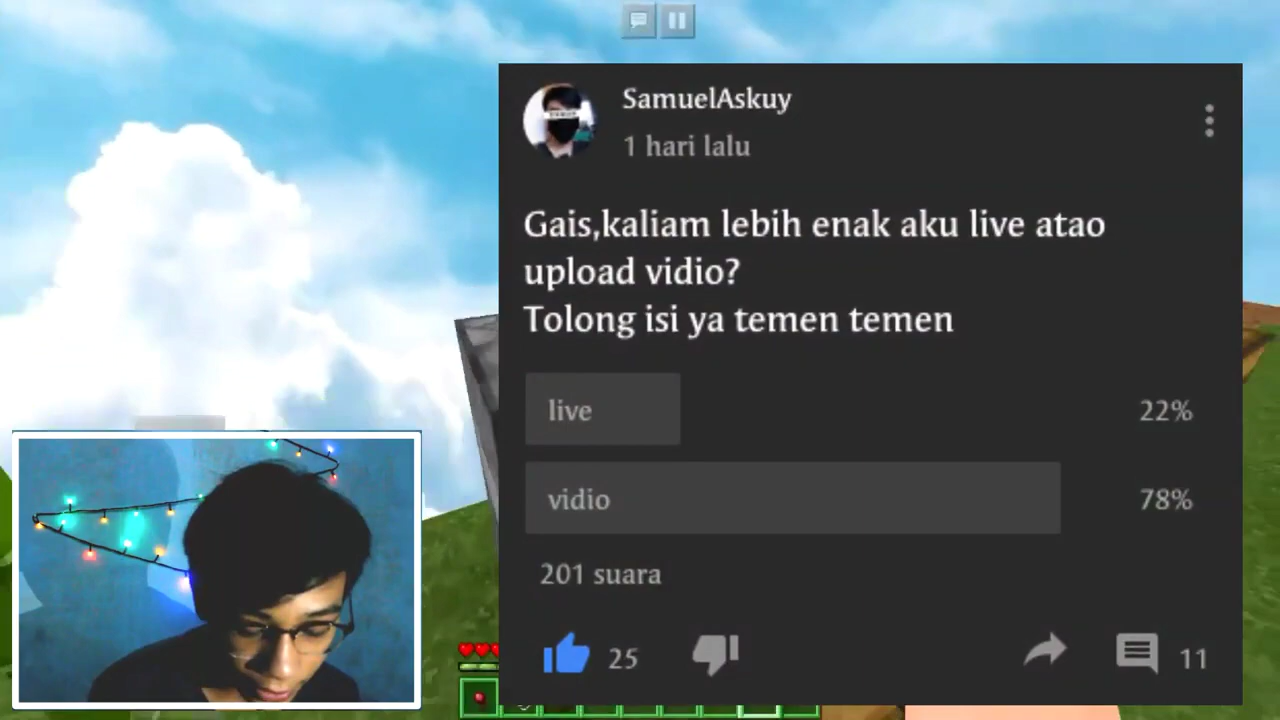 SamuelAskuy
1 hari lalu
Gais,kaliam lebih enak aku live atao
upload vidio?
Tolong isi ya temen temen
live
22%
vidio
78%
201 suara
25
11